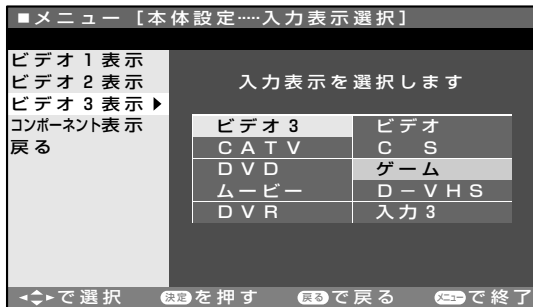 ■メニュー [本体設定……入力表示選択]
ビデオ1表示
ビデオ2表示
ビデオ3表示▶
コンポーネント表示
戻る
入力表示を選択します
ビデオ3 ビデオ
CATV CS
DVD ゲーム
ムービー D－VHS
DVR 入力3
で選択 決定を押す 戻るで戻る メニューで終了